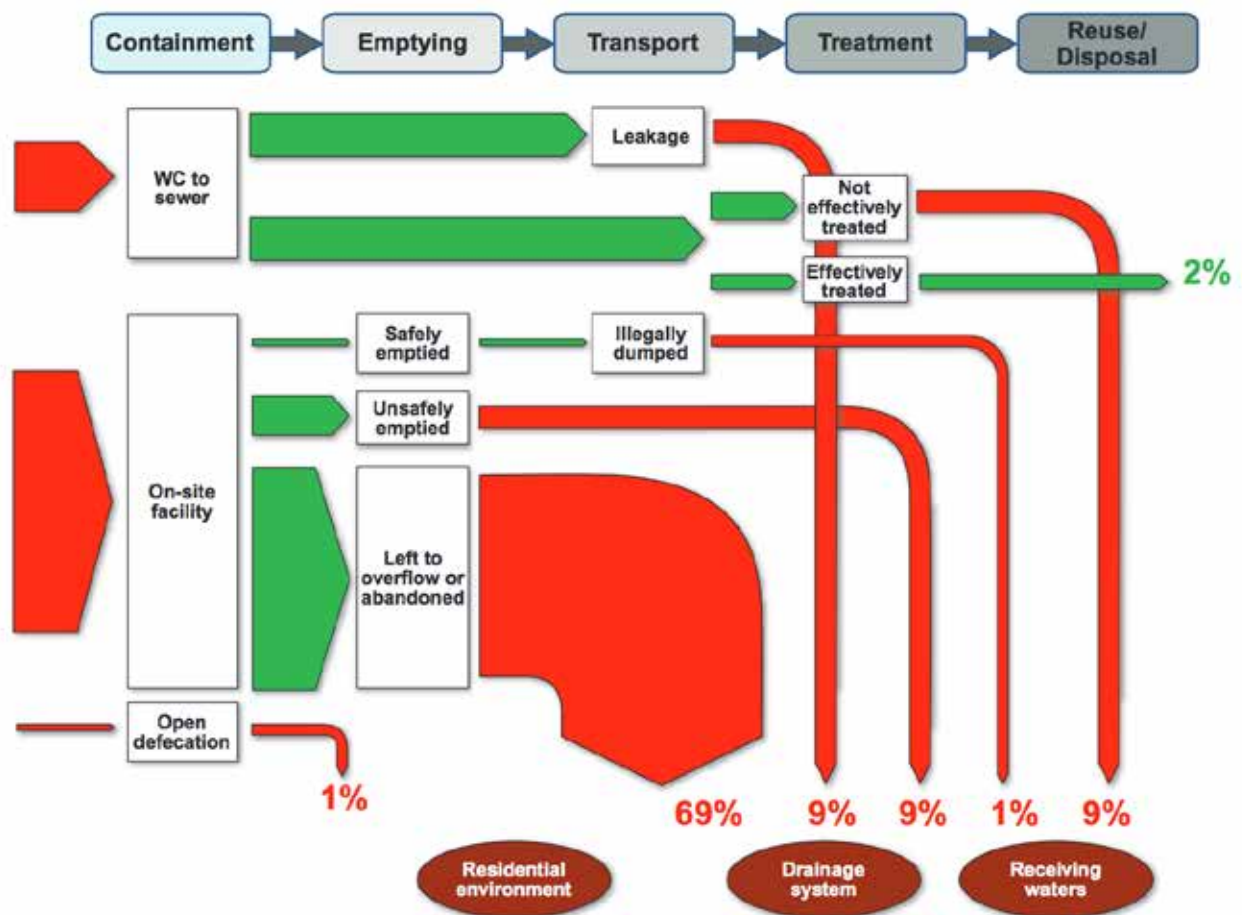 Containment
Emptying
Transport
Treatment
Reuse/
Disposal
WC to
sewer
Leakage
Not
effectively
treated
Effectively
treated
2%
On-site
facility
Safely
emptied
Illegally
dumped
Unsafely
emptied
Left to
overflow or
abandoned
Open
defecation
1%
69%
9%
9%
1%
9%
Residential
environment
Drainage
system
Receiving
waters